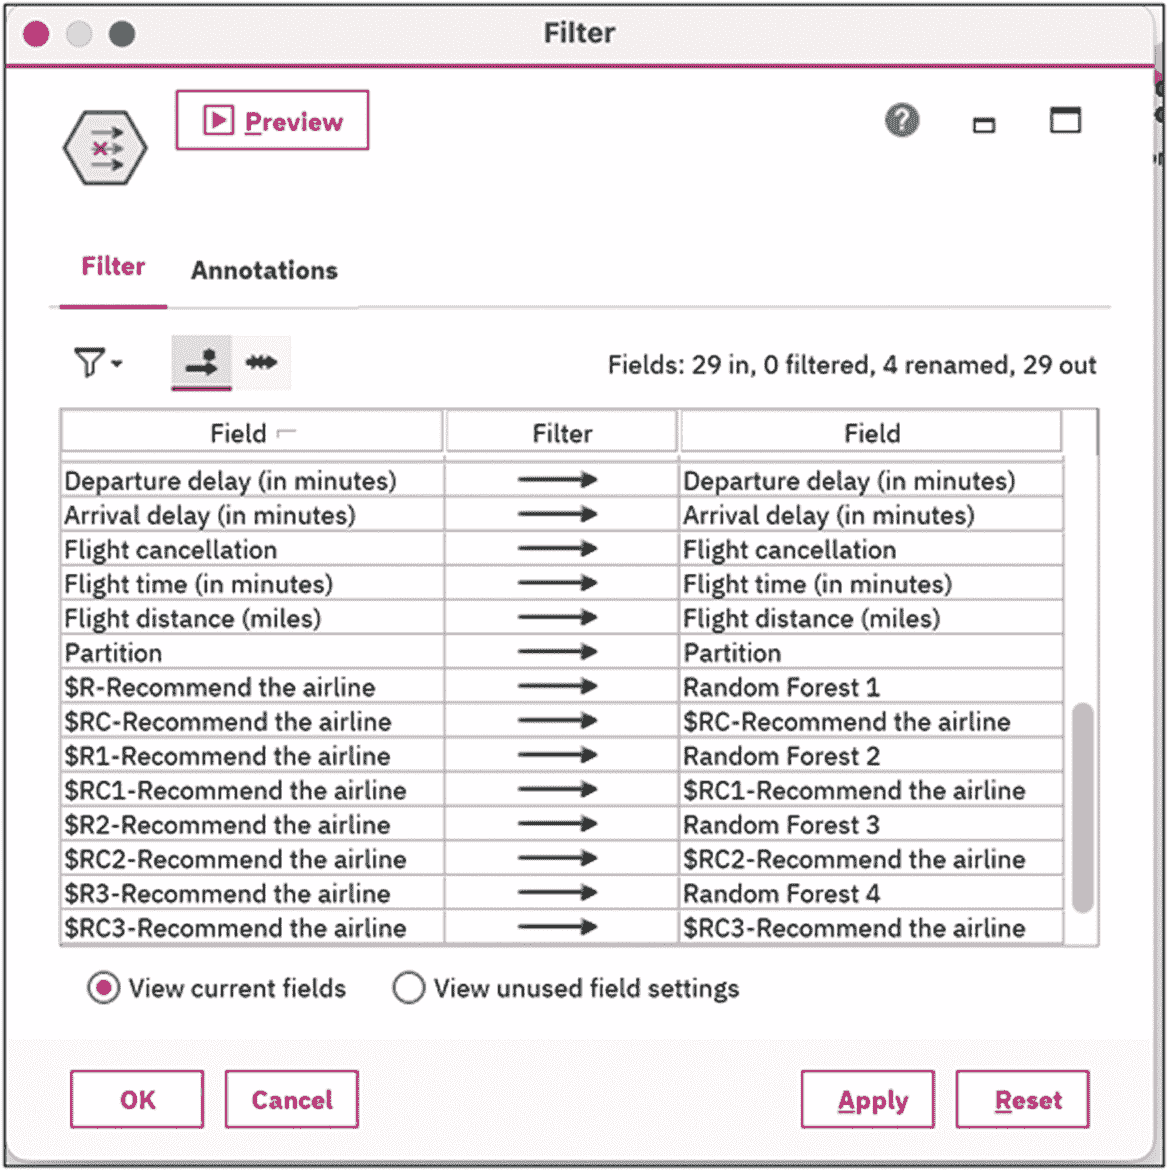 Filter
Preview
?
Filter Annotations
Fields: 29 in, 0 filtered, 4 renamed, 29 out
Field Filter Field
Departure delay (in minutes) Departure delay (in minutes)
Arrival delay (in minutes) Arrival delay (in minutes)
Flight cancellation Flight cancellation
Flight time (in minutes) Flight time (in minutes)
Flight distance (miles) Flight distance (miles)
Partition Partition
$R-Recommend the airline Random Forest 1
$RC-Recommend the airline $RC-Recommend the airline
$R1-Recommend the airline Random Forest 2
$RC1-Recommend the airline $RC1-Recommend the airline
$R2-Recommend the airline Random Forest 3
$RC2-Recommend the airline $RC2-Recommend the airline
$R3-Recommend the airline Random Forest 4
$RC3-Recommend the airline $RC3-Recommend the airline
View current fields View unused field settings
OK Cancel Apply Reset